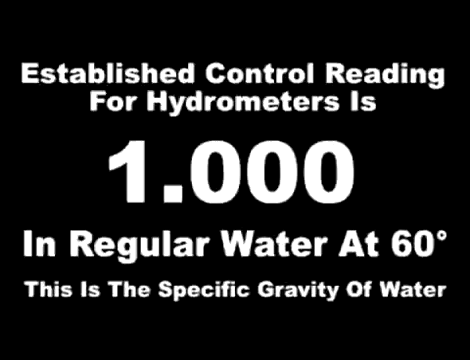 Established Control Reading
For Hydrometers Is
1.000
In Regular Water At 60°
This Is The Specific Gravity Of Water